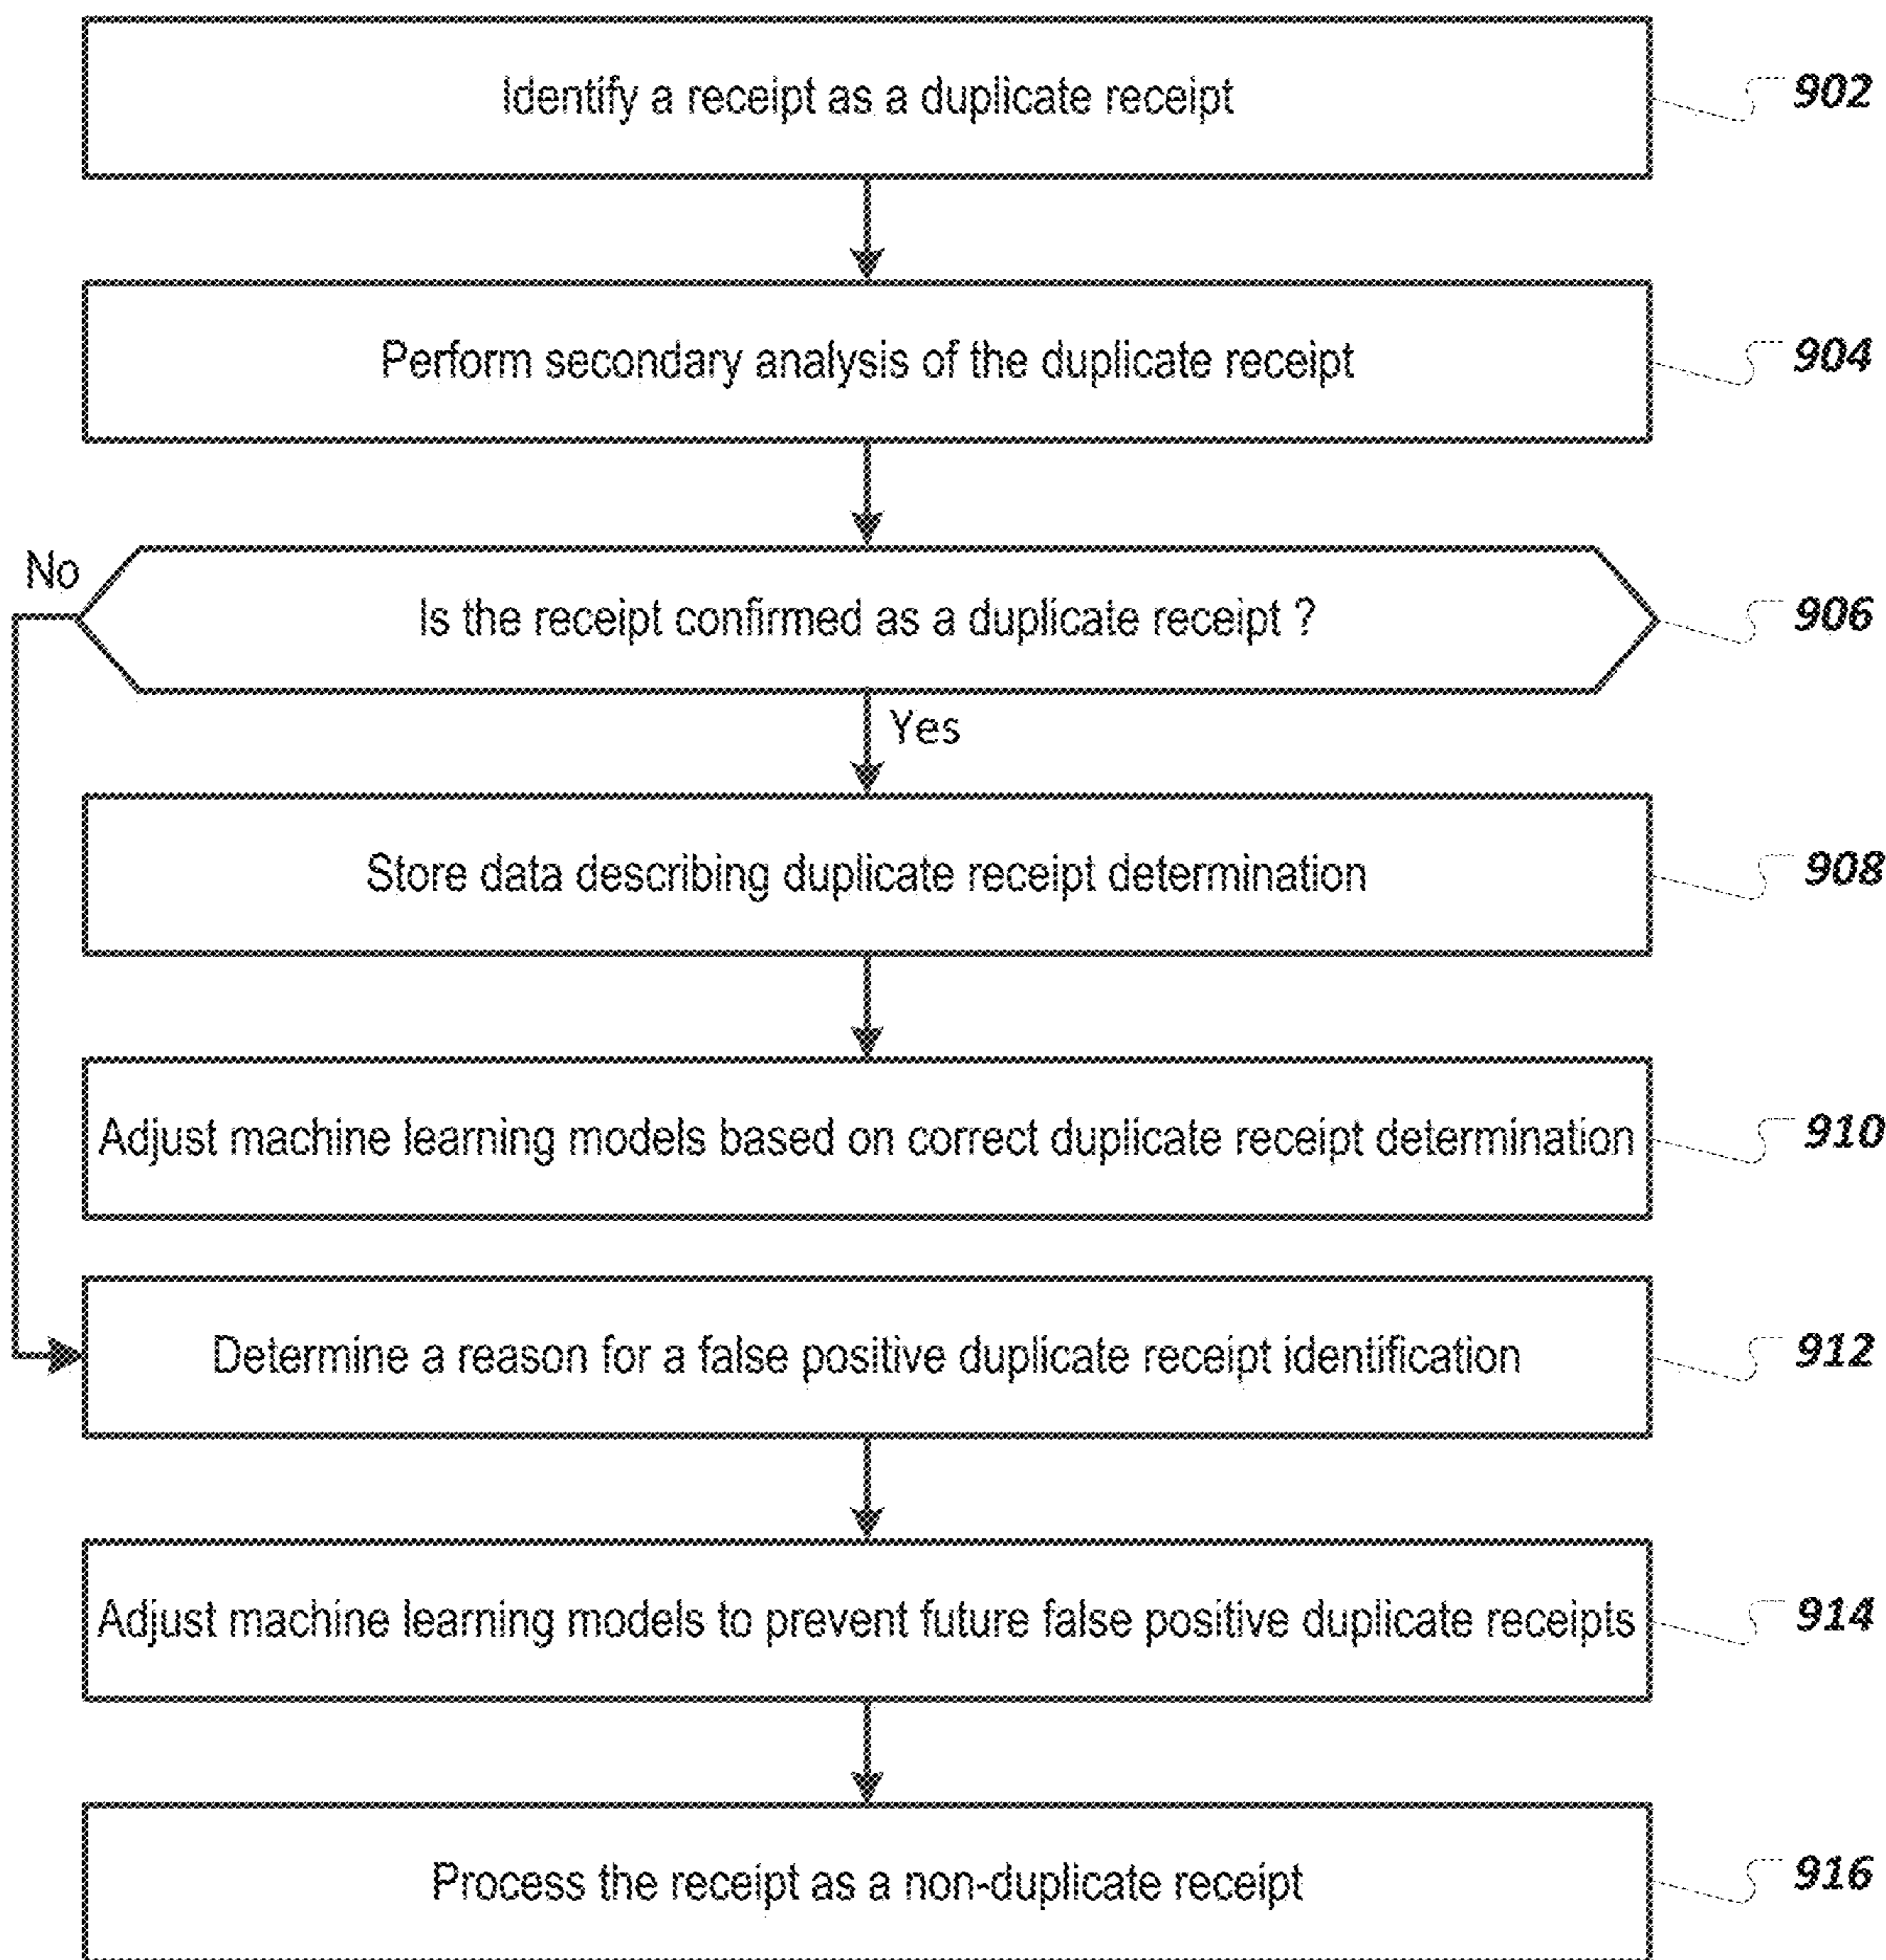 Identify a receipt as a duplicate receipt
902
Perform secondary analysis of the duplicate receipt
904
No
Is the receipt confirmed as a duplicate receipt ?
906
Yes
Store data describing duplicate receipt determination
908
Adjust machine learning models based on correct duplicate receipt determination
910
Determine a reason for a false positive duplicate receipt identification
912
Adjust machine learning models to prevent future false positive duplicate receipts
914
Process the receipt as a non-duplicate receipt
916